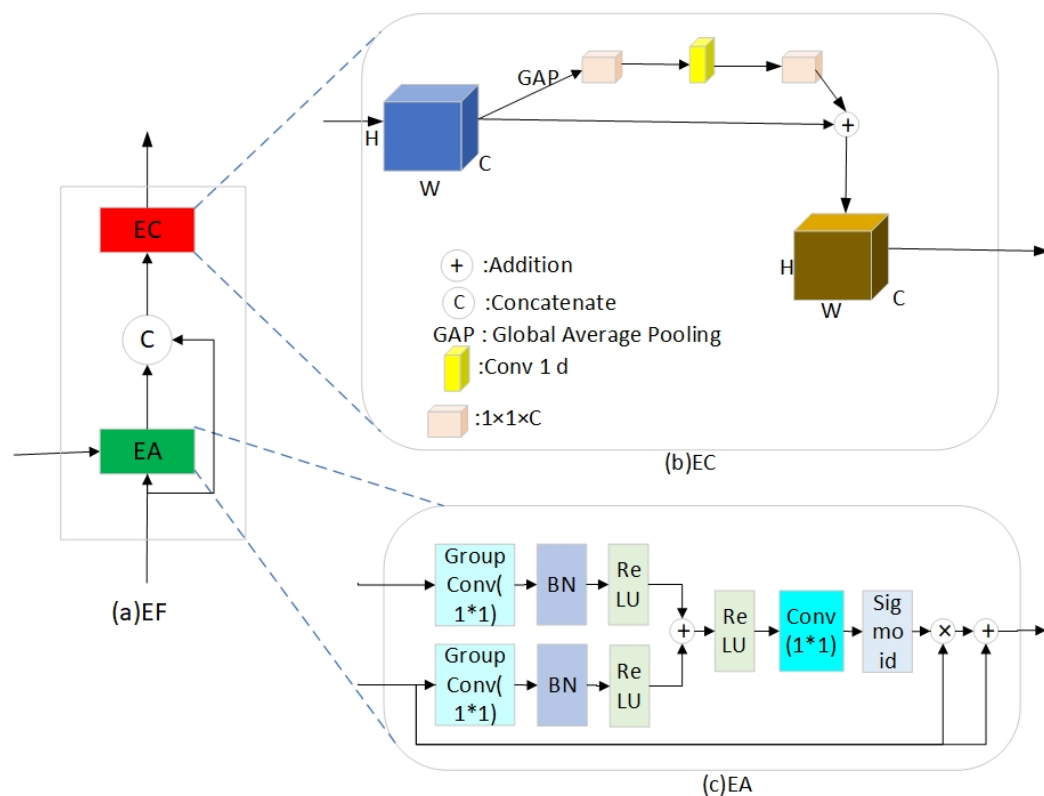 EC
C
EA
(a)EF
GAP
H
C
W
+
H
W
C
+ :Addition
C :Concatenate
GAP : Global Average Pooling
:Conv 1 d
:1×1×C
(b)EC
Group
Conv(
1*1)
BN
Re
LU
Group
Conv(
1*1)
BN
Re
LU
+
Re
LU
Conv
(1*1)
Sig
mo
id
×
+
(c)EA